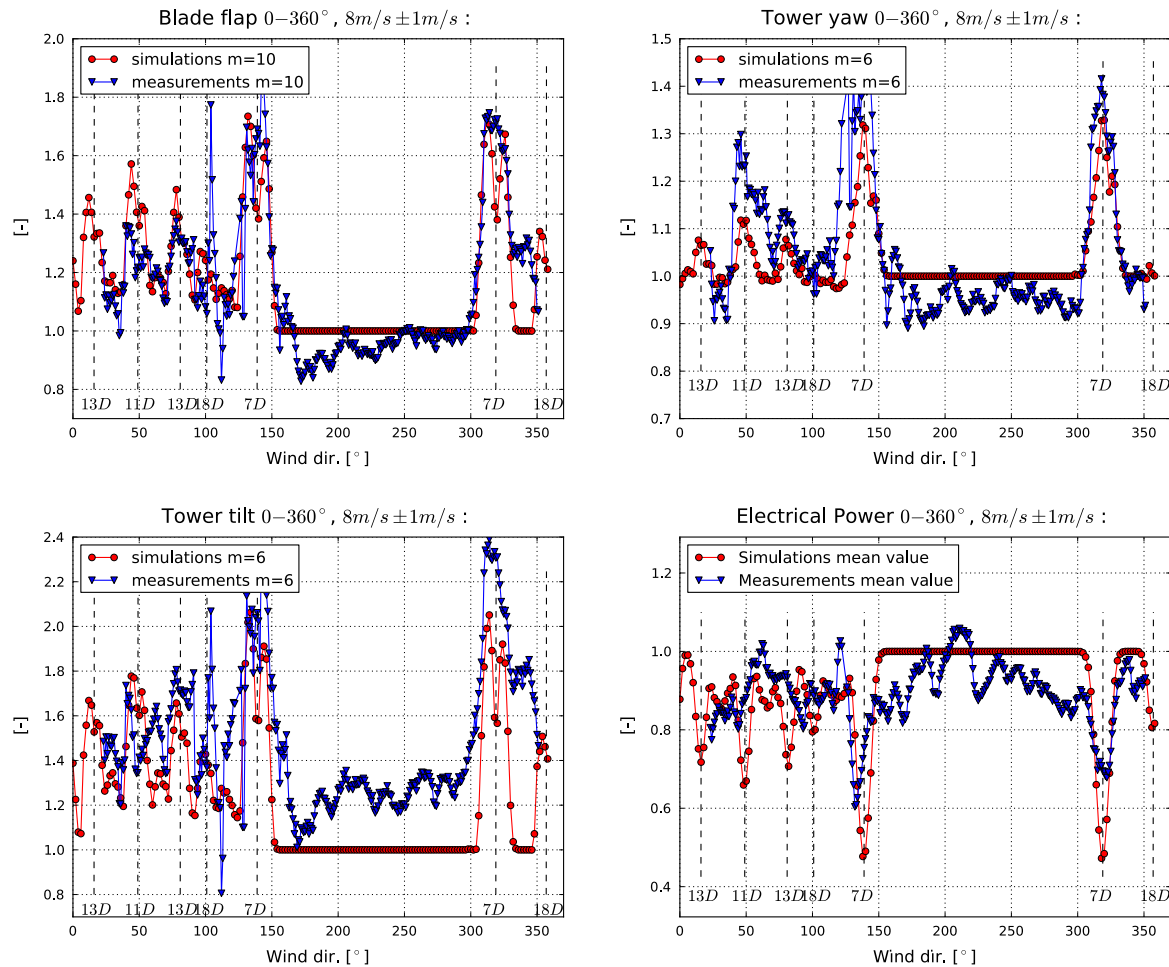 Blade flap 0−360°, 8m/s±1m/s :
simulations m=10
measurements m=10
2.0
1.8
1.6
1.4
1.2
1.0
0.8
[-]
13D 11D 13D 18D 7D 7D 18D
0 50 100 150 200 250 300 350
Wind dir. [°]
Tower yaw 0−360°, 8m/s±1m/s :
simulations m=6
measurements m=6
1.5
1.4
1.3
1.2
1.1
1.0
0.9
0.8
0.7
[-]
13D 11D 13D 18D 7D 7D 18D
0 50 100 150 200 250 300 350
Wind dir. [°]
Tower tilt 0−360°, 8m/s±1m/s :
simulations m=6
measurements m=6
2.4
2.2
2.0
1.8
1.6
1.4
1.2
1.0
0.8
[-]
13D 11D 13D 18D 7D 7D 18D
0 50 100 150 200 250 300 350
Wind dir. [°]
Electrical Power 0−360°, 8m/s±1m/s :
Simulations mean value
Measurements mean value
1.2
1.0
0.8
0.6
0.4
[-]
13D 11D 13D 18D 7D 7D 18D
0 50 100 150 200 250 300 350
Wind dir. [°]